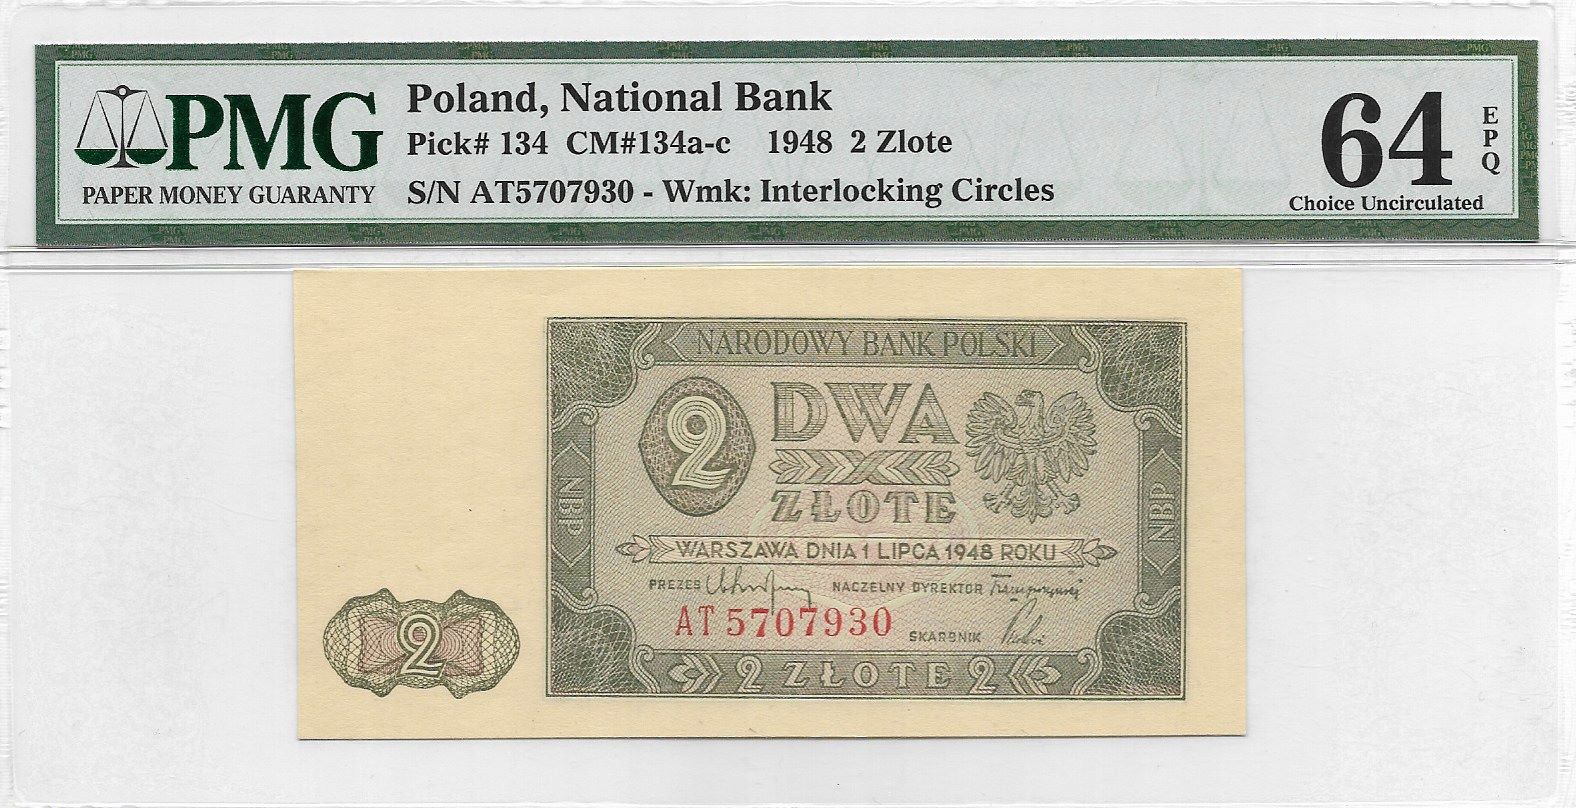 PMG
PAPER MONEY GUARANTY
Poland, National Bank
Pick# 134 CM#134a-c 1948 2 Zlote
S/N AT5707930 - Wmk: Interlocking Circles
64
EPQ
Choice Uncirculated
NARODOWY BANK POLSKI
2
DWA
ZŁOTE
NBP
NBP
WARSZAWA DNIA 1 LIPCA 1948 ROKU
PREZES NACZELNY DYREKTOR
AT 5707930
SKARBNIK
2 ZŁOTE 2
2